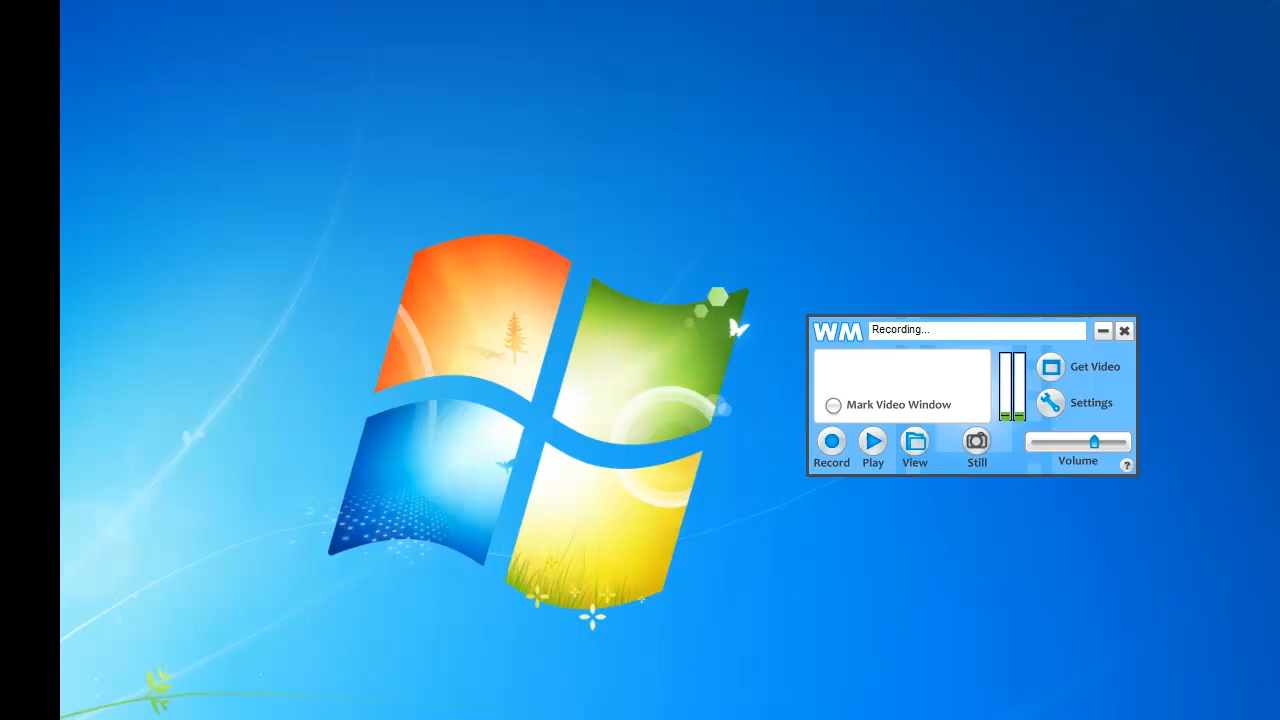 WM Recording...
Mark Video Window
Get Video
Settings
Record Play View Still
Volume
?